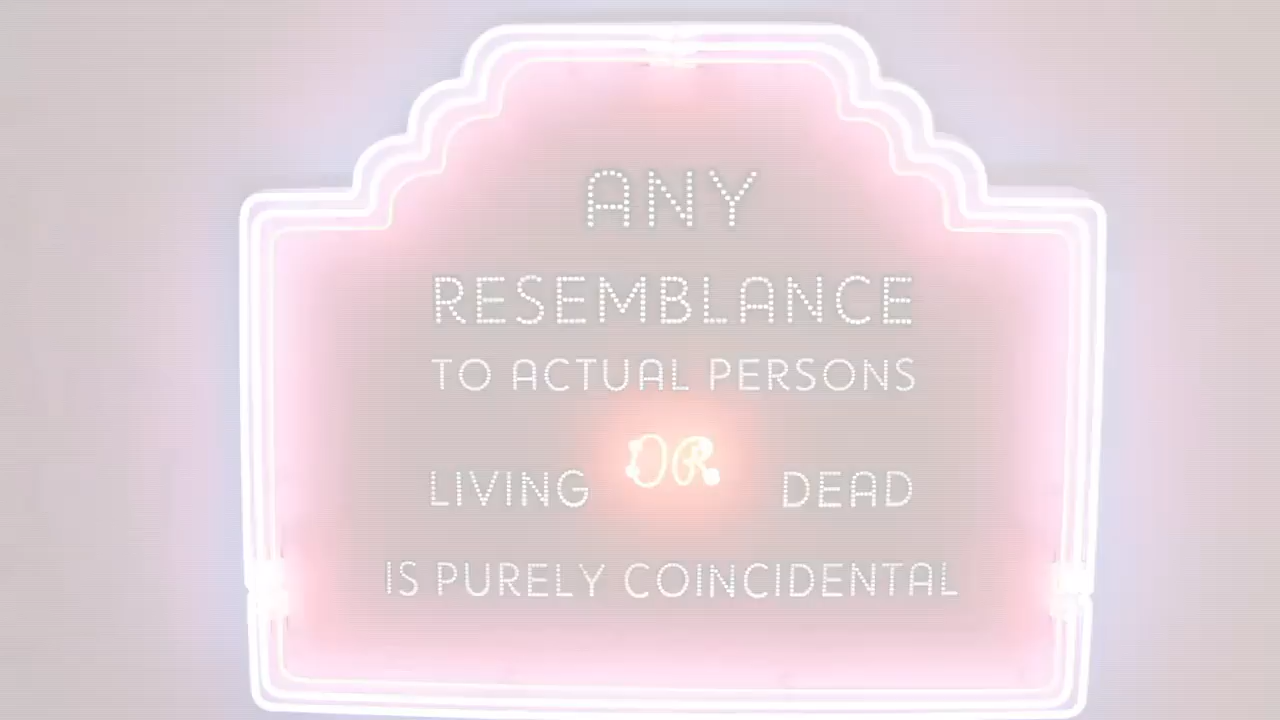 ANY
RESEMBLANCE
TO ACTUAL PERSONS
LIVING OR DEAD
IS PURELY COINCIDENTAL